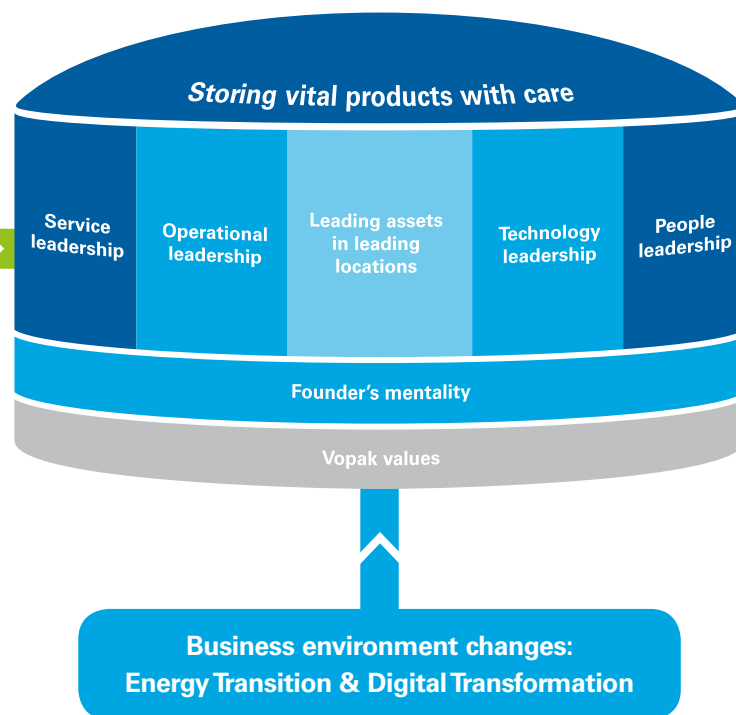 Storing vital products with care
Service
leadership
Operational
leadership
Leading assets
in leading
locations
Technology
leadership
People
leadership
Founder's mentality
Vopak values
Business environment changes:
Energy Transition & Digital Transformation